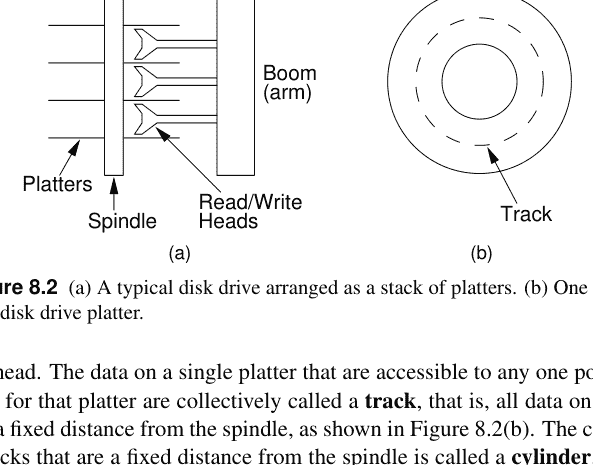 Boom
(arm)
Platters
Spindle
Read/Write
Heads
Track
(a)
(b)
8.2 (a) A typical disk drive arranged as a stack of platters. (b) One
disk drive platter.
head. The data on a single platter that are accessible to any one
for that platter are collectively called a track, that is, all data on
a fixed distance from the spindle, as shown in Figure 8.2(b). The
that are a fixed distance from the spindle is called a cylinder.